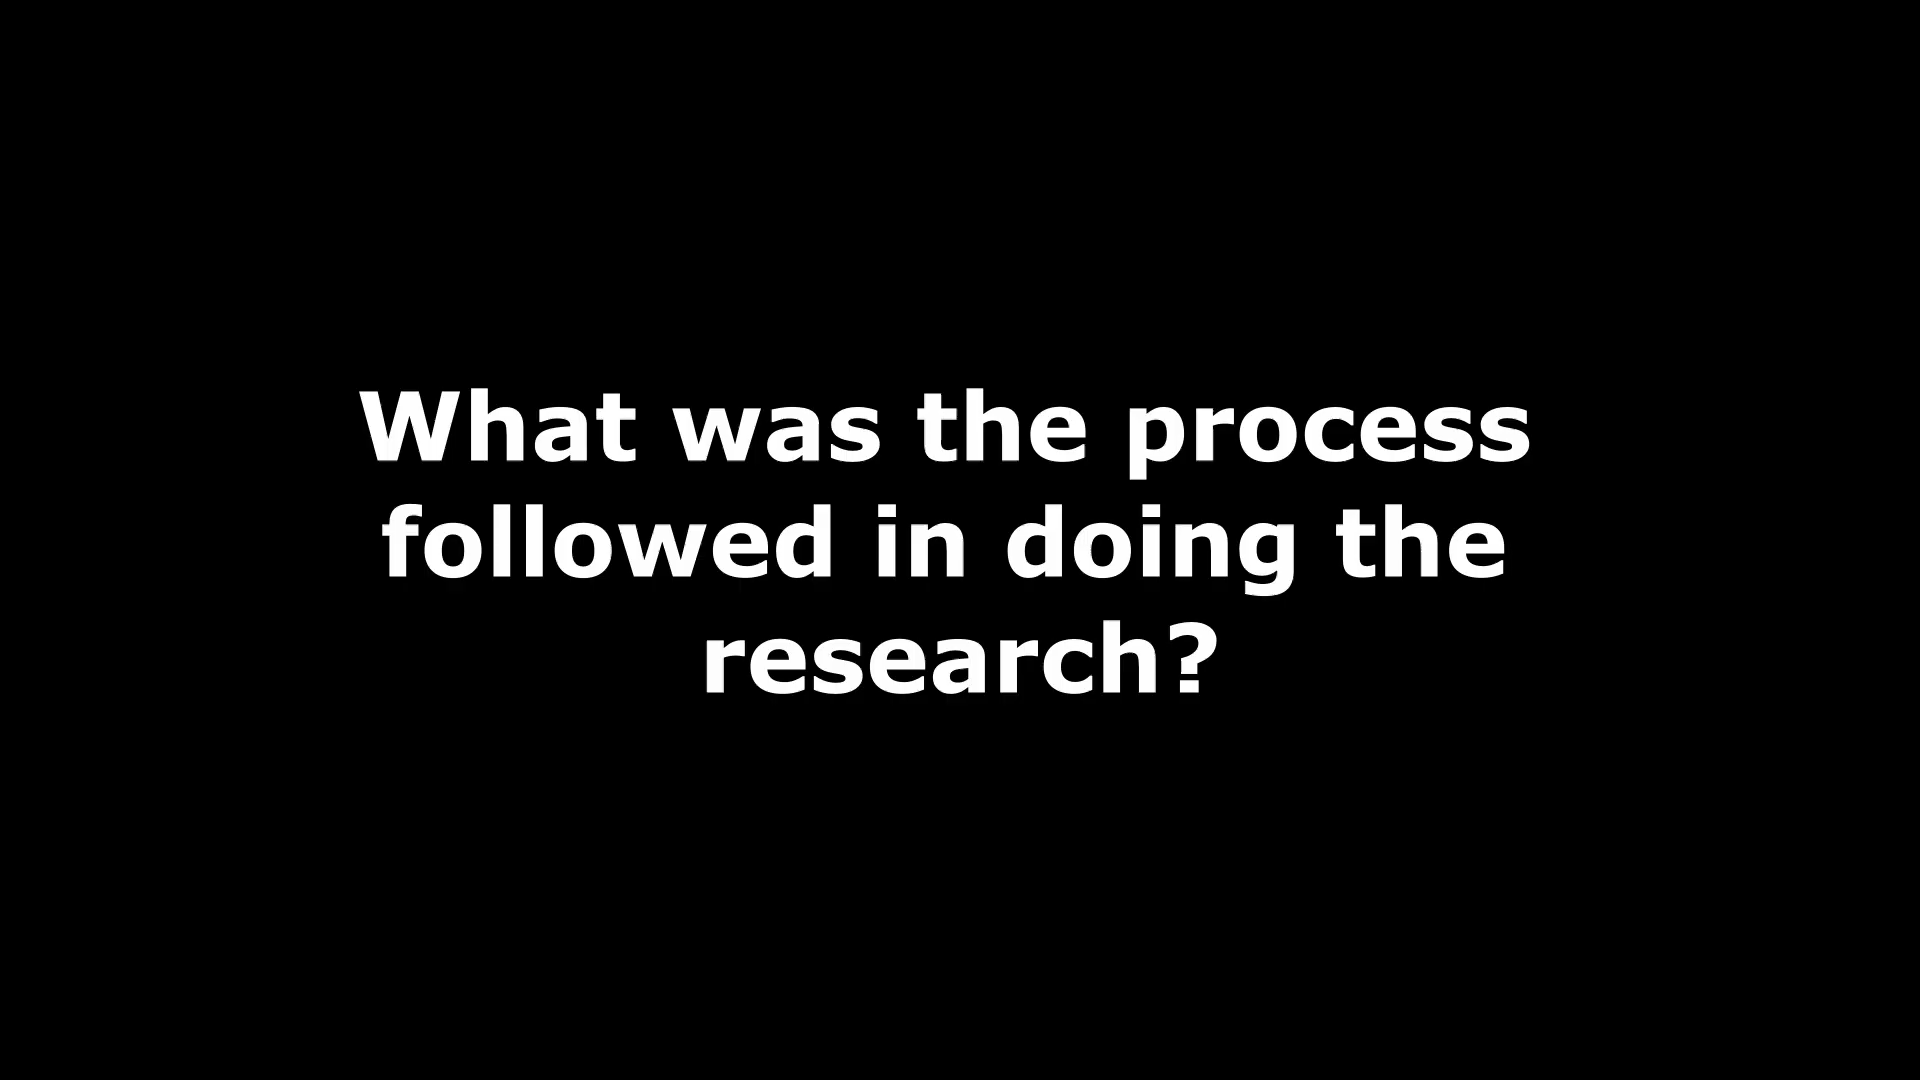 What was the process
followed in doing the
research?